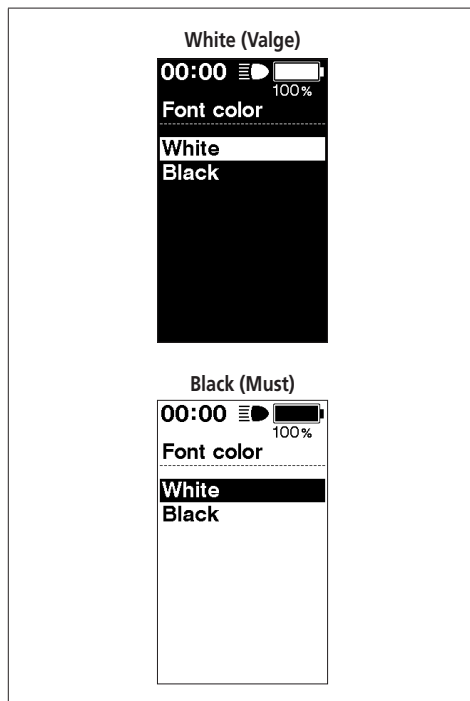 White (Valge)
00:00
100%
Font color
White
Black
Black (Must)
00:00
100%
Font color
White
Black